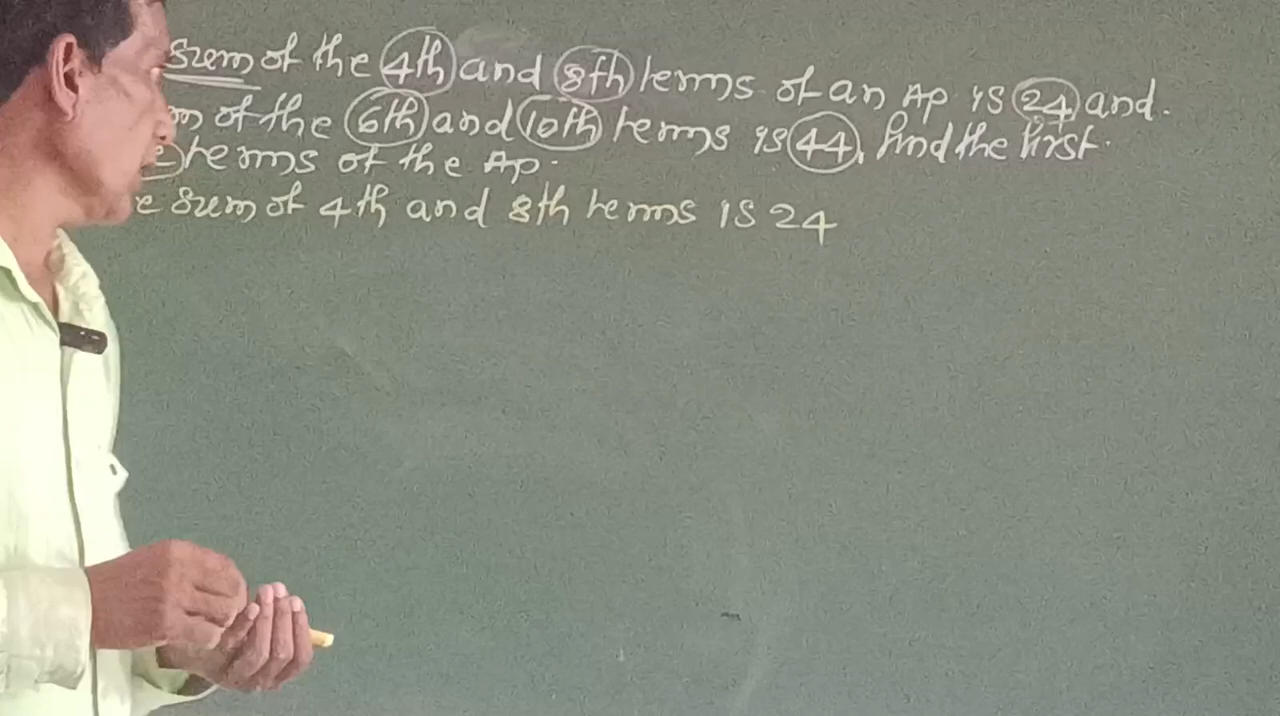 sum of the 4th and 8th terms of an AP is 24 and.
of the 6th and 10th terms is 44. find the first.
terms of the AP.
sum of 4th and 8th terms is 24